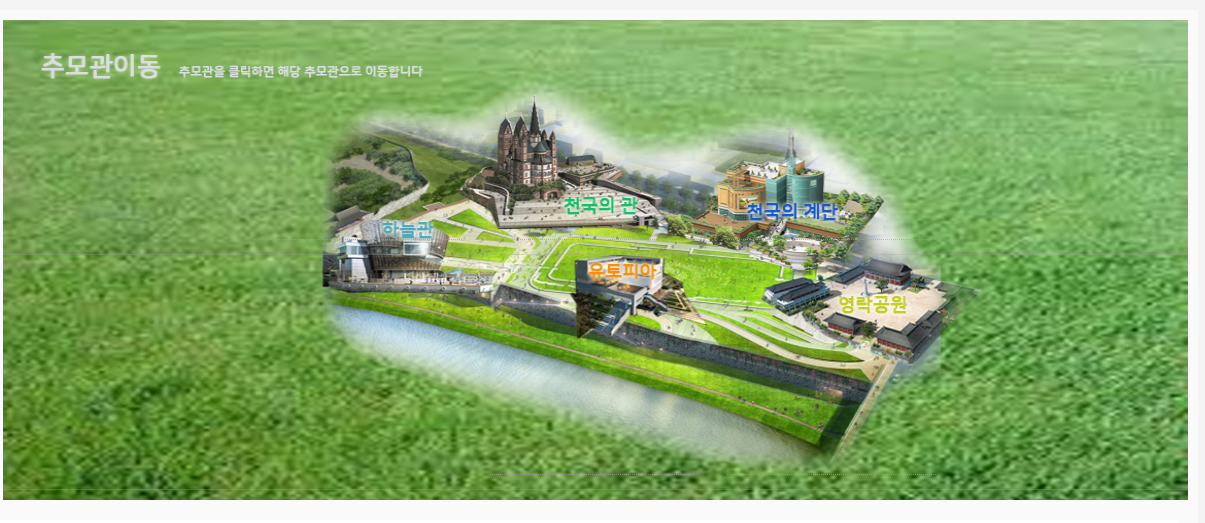 추모관이동
추모관을 클릭하면 해당 추모관으로 이동합니다
천국의 관
천국의 계단
하늘관
유토피아
영락공원